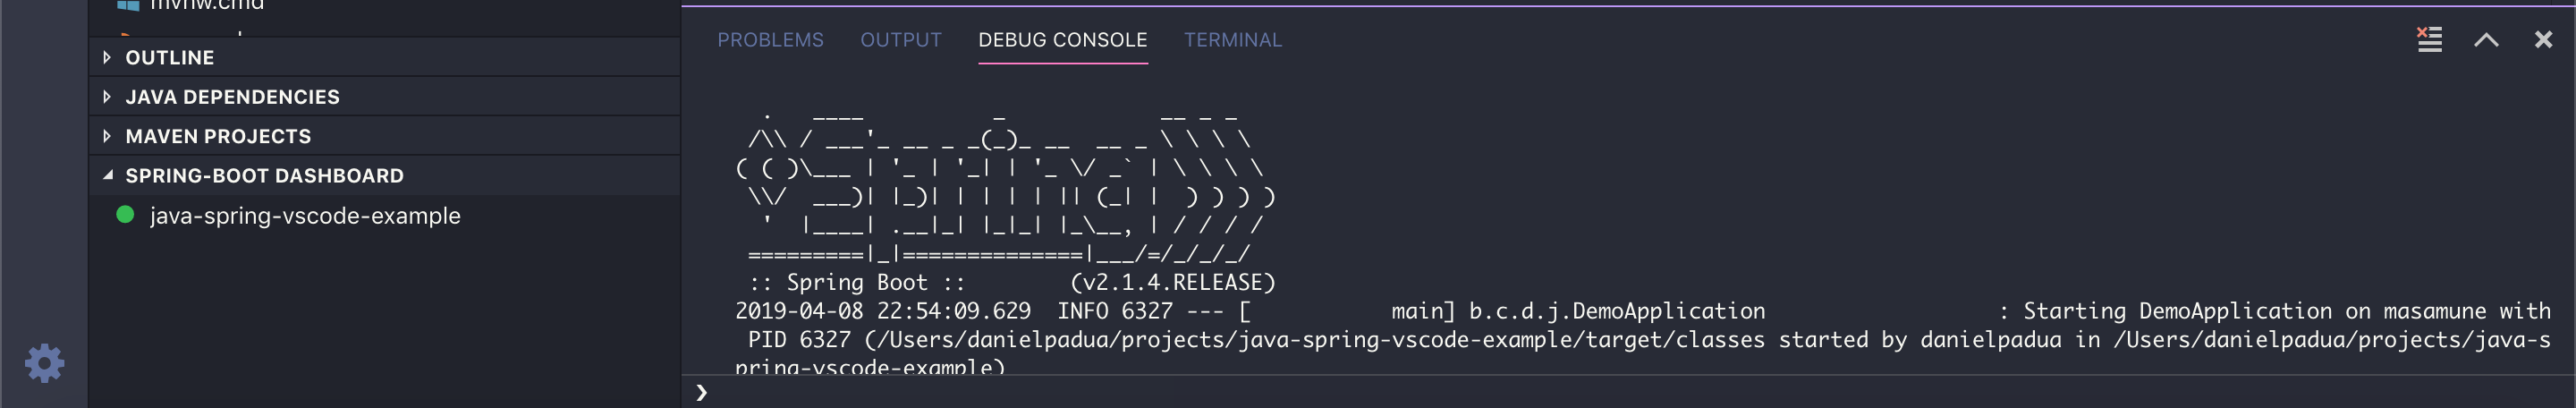 mvnw.cmd
OUTLINE
JAVA DEPENDENCIES
MAVEN PROJECTS
SPRING-BOOT DASHBOARD
java-spring-vscode-example
PROBLEMS OUTPUT DEBUG CONSOLE TERMINAL
  .   ____          _            __ _ _
 /\\ / ___'_ __ _ _(_)_ __  __ _ \ \ \ \
( ( )\___ | '_ | '_| | '_ \/ _` | \ \ \ \
 \\/  ___)| |_)| | | | | || (_| |  ) ) ) )
  '  |____| .__|_| |_|_| |_\__, | / / / /
 =========|_|==============|___/=/_/_/_/
 :: Spring Boot ::        (v2.1.4.RELEASE)
2019-04-08 22:54:09.629  INFO 6327 --- [           main] b.c.d.j.DemoApplication                  : Starting DemoApplication on masamune with
 PID 6327 (/Users/danielpadua/projects/java-spring-vscode-example/target/classes started by danielpadua in /Users/danielpadua/projects/java-s
pring-vscode-example)
❯